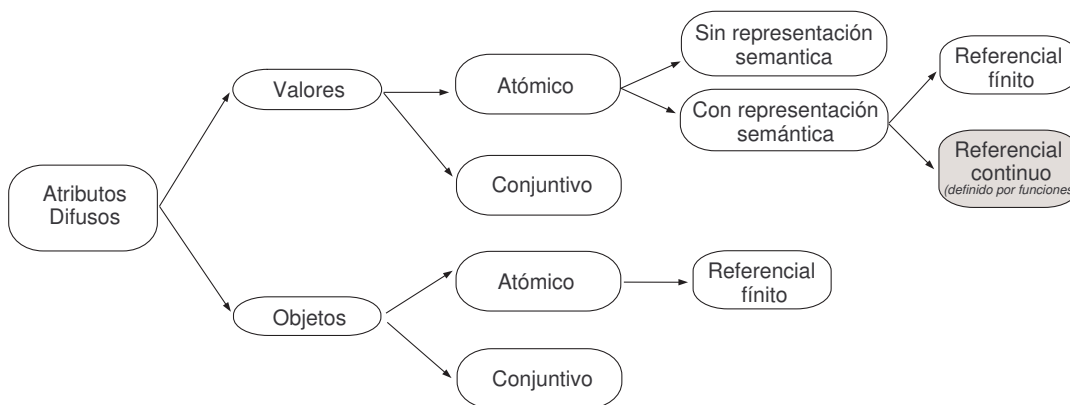 Atributos
Difusos
Valores
Objetos
Atómico
Conjuntivo
Atómico
Conjuntivo
Sin representación
semantica
Con representación
semántica
Referencial
fínito
Referencial
continuo
(definido por funciones
Referencial
fínito